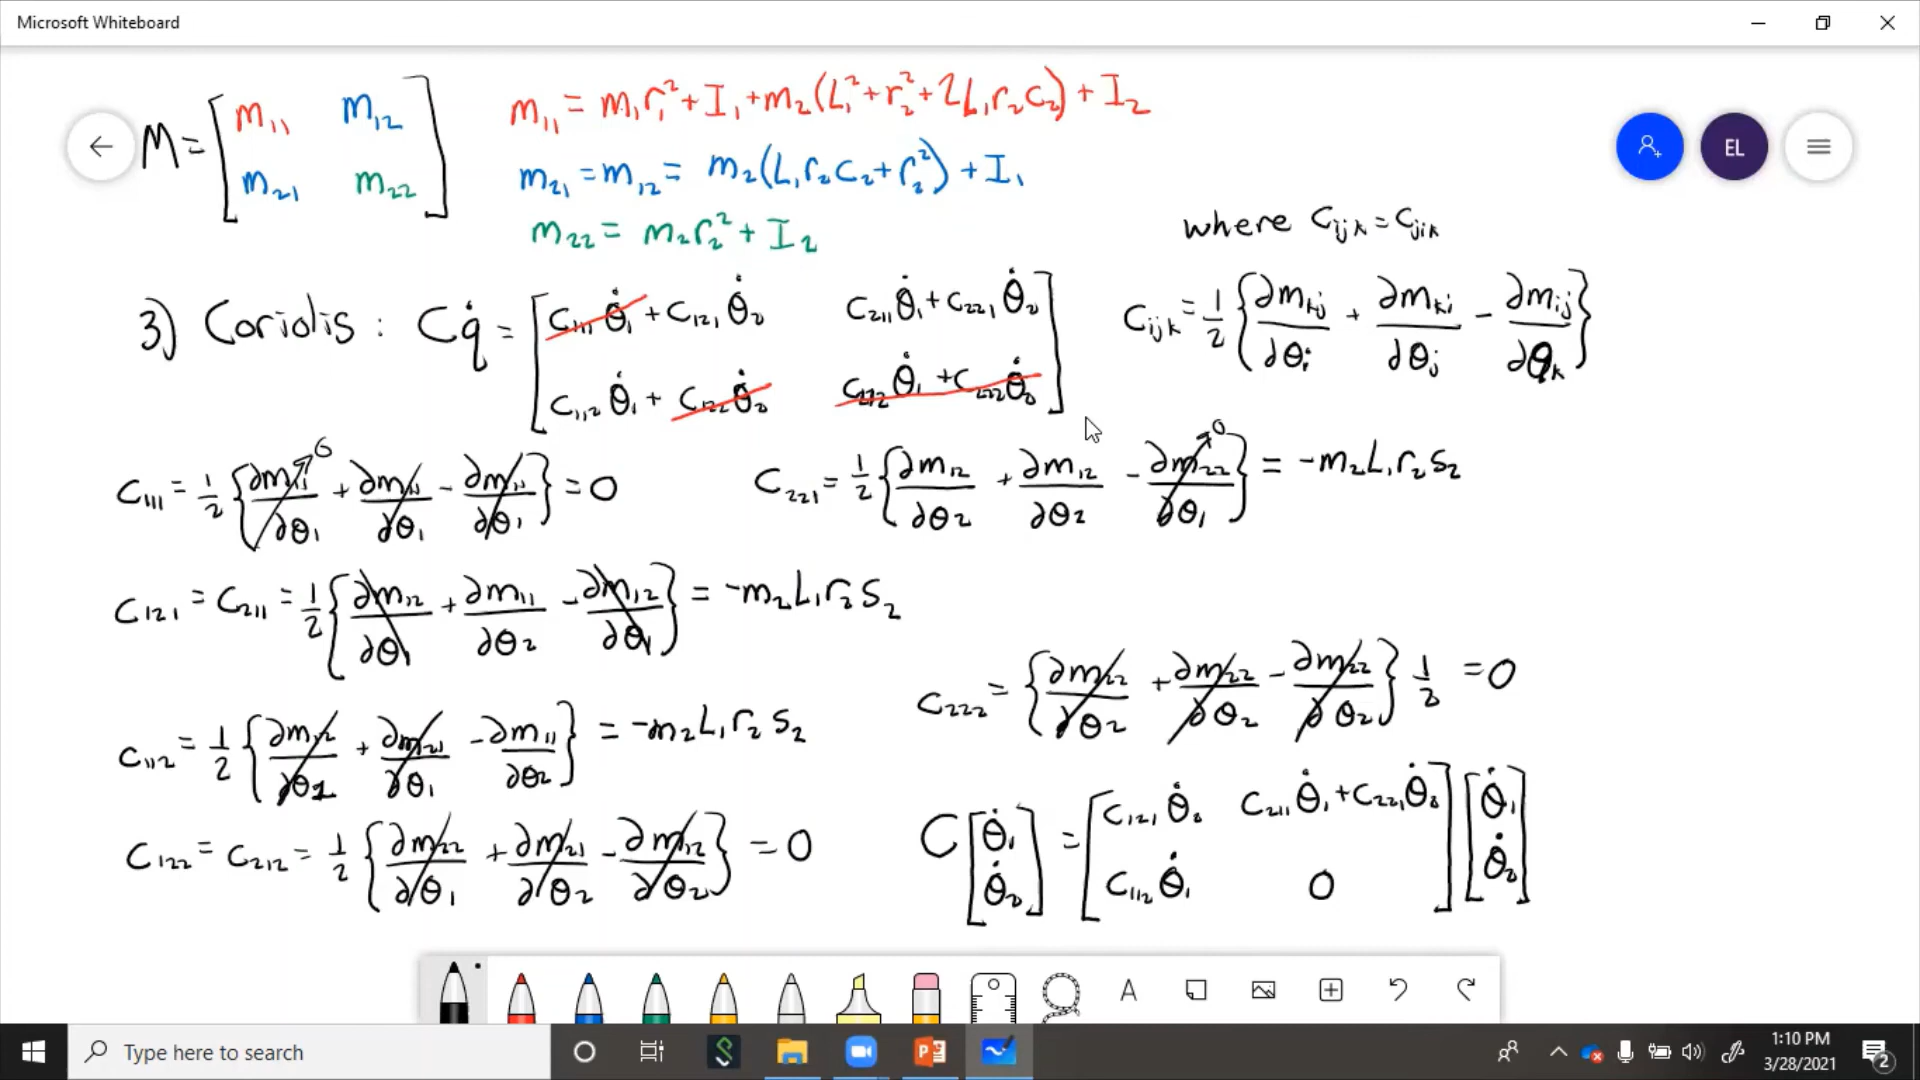 Microsoft Whiteboard
M = [ m₁₁ m₁₂
m₂₁ m₂₂ ]
m₁₁ = m₁r₁² + I₁ + m₂(L₁² + r₂² + 2L₁r₂c₂) + I₂
m₂₁ = m₁₂ = m₂(L₁r₂c₂ + r₂²) + I₁
m₂₂ = m₂r₂² + I₂
EL
where Cᵢⱼₖ = Cⱼᵢₖ
3) Coriolis : Cq̇ = [ C₁₁₁θ̇₁ + C₁₂₁θ̇₂ C₂₁₁θ̇₁ + C₂₂₁θ̇₂
C₁₁₂θ̇₁ + C₁₂₂θ̇₂ C₂₁₂θ̇₁ + C₂₂₂θ̇₂ ]
Cᵢⱼₖ = 1/2 { ∂mₖⱼ/∂θᵢ + ∂mₖᵢ/∂θⱼ - ∂mᵢⱼ/∂θₖ }
C₁₁₁ = 1/2 { ∂m₁₁/∂θ₁ 0 + ∂m₁₁/∂θ₁ - ∂m₁₁/∂θ₁ } = 0
C₂₂₁ = 1/2 { ∂m₁₂/∂θ₂ + ∂m₁₂/∂θ₂ - ∂m₂₂/∂θ₁ 0 } = -m₂L₁r₂s₂
C₁₂₁ = C₂₁₁ = 1/2 { ∂m₁₂/∂θ₁ + ∂m₁₁/∂θ₂ - ∂m₁₂/∂θ₁ } = -m₂L₁r₂s₂
C₂₂₂ = { ∂m₂₂/∂θ₂ + ∂m₂₂/∂θ₂ - ∂m₂₂/∂θ₂ } 1/2 = 0
C₁₁₂ = 1/2 { ∂m₁₂/∂θ₁ + ∂m₂₁/∂θ₁ - ∂m₁₁/∂θ₂ } = -m₂L₁r₂s₂
C₁₂₂ = C₂₁₂ = 1/2 { ∂m₂₂/∂θ₁ + ∂m₂₁/∂θ₂ - ∂m₁₂/∂θ₂ } = 0
C [ θ̇₁ θ̇₂ ] = [ C₁₂₁θ̇₂ C₂₁₁θ̇₁ + C₂₂₁θ̇₂
C₁₁₂θ̇₁ 0 ] [ θ̇₁ θ̇₂ ]
Type here to search
1:10 PM
3/28/2021
2